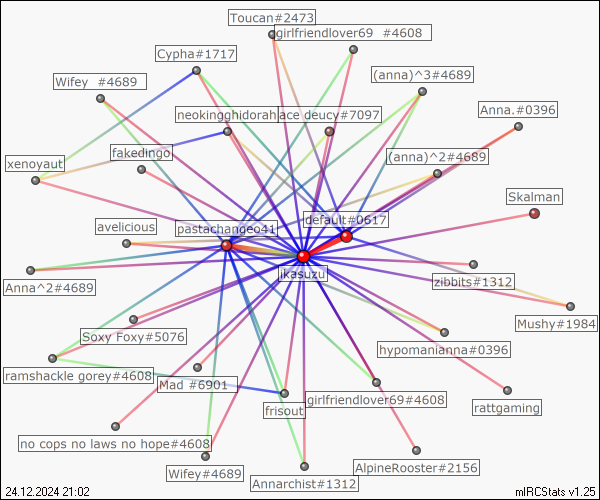 Toucan#2473
girlfriendlover69 #4608
Cypha#1717
(anna)^3#4689
Wifey #4689
neokingghidorah
ace deucy#7097
Anna.#0396
fakedingo
(anna)^2#4689
xenoyaut
Skalman
default#0617
avelicious
pastachangeo41
ikasuzu
zibbits#1312
Anna^2#4689
Mushy#1984
Soxy Foxy#5076
hypomanianna#0396
ramshackle gorey#4608
Mad #6901
girlfriendlover69#4608
frisout
rattgaming
no cops no laws no hope#4608
AlpineRooster#2156
Wifey#4689
Annarchist#1312
24.12.2024 21:02
mIRCStats v1.25